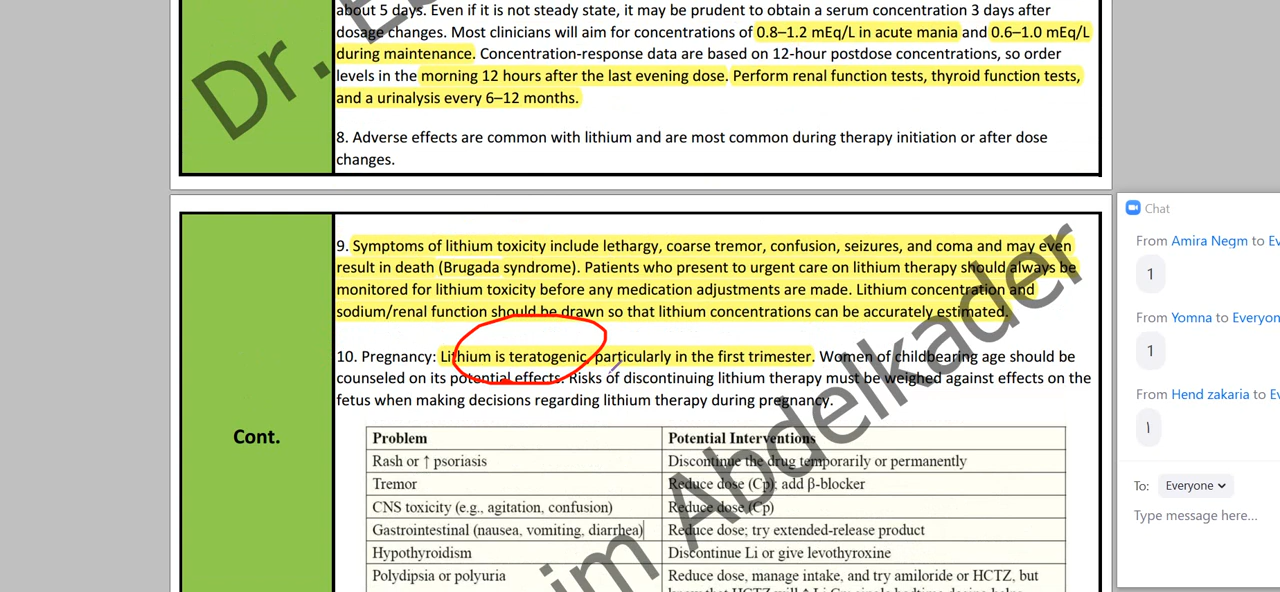 about 5 days. Even if it is not steady state, it may be prudent to obtain a serum concentration 3 days after
dosage changes. Most clinicians will aim for concentrations of 0.8–1.2 mEq/L in acute mania and 0.6–1.0 mEq/L
during maintenance. Concentration-response data are based on 12-hour postdose concentrations, so order
levels in the morning 12 hours after the last evening dose. Perform renal function tests, thyroid function tests,
and a urinalysis every 6–12 months.
8. Adverse effects are common with lithium and are most common during therapy initiation or after dose
changes.
Cont.
9. Symptoms of lithium toxicity include lethargy, coarse tremor, confusion, seizures, and coma and may even
result in death (Brugada syndrome). Patients who present to urgent care on lithium therapy should always be
monitored for lithium toxicity before any medication adjustments are made. Lithium concentration and
sodium/renal function should be drawn so that lithium concentrations can be accurately estimated.
10. Pregnancy: Lithium is teratogenic, particularly in the first trimester. Women of childbearing age should be
counseled on its potential effects. Risks of discontinuing lithium therapy must be weighed against effects on the
fetus when making decisions regarding lithium therapy during pregnancy.
Problem Potential Interventions
Rash or ↑ psoriasis Discontinue the drug temporarily or permanently
Tremor Reduce dose (Cp); add β-blocker
CNS toxicity (e.g., agitation, confusion) Reduce dose (Cp)
Gastrointestinal (nausea, vomiting, diarrhea) Reduce dose; try extended-release product
Hypothyroidism Discontinue Li or give levothyroxine
Polydipsia or polyuria Reduce dose, manage intake, and try amiloride or HCTZ, but
Dr.
im Abdelkader
Chat
From Amira Negm to Ev
1
From Yomna to Everyon
1
From Hend zakaria to Ev
١
To: Everyone
Type message here...